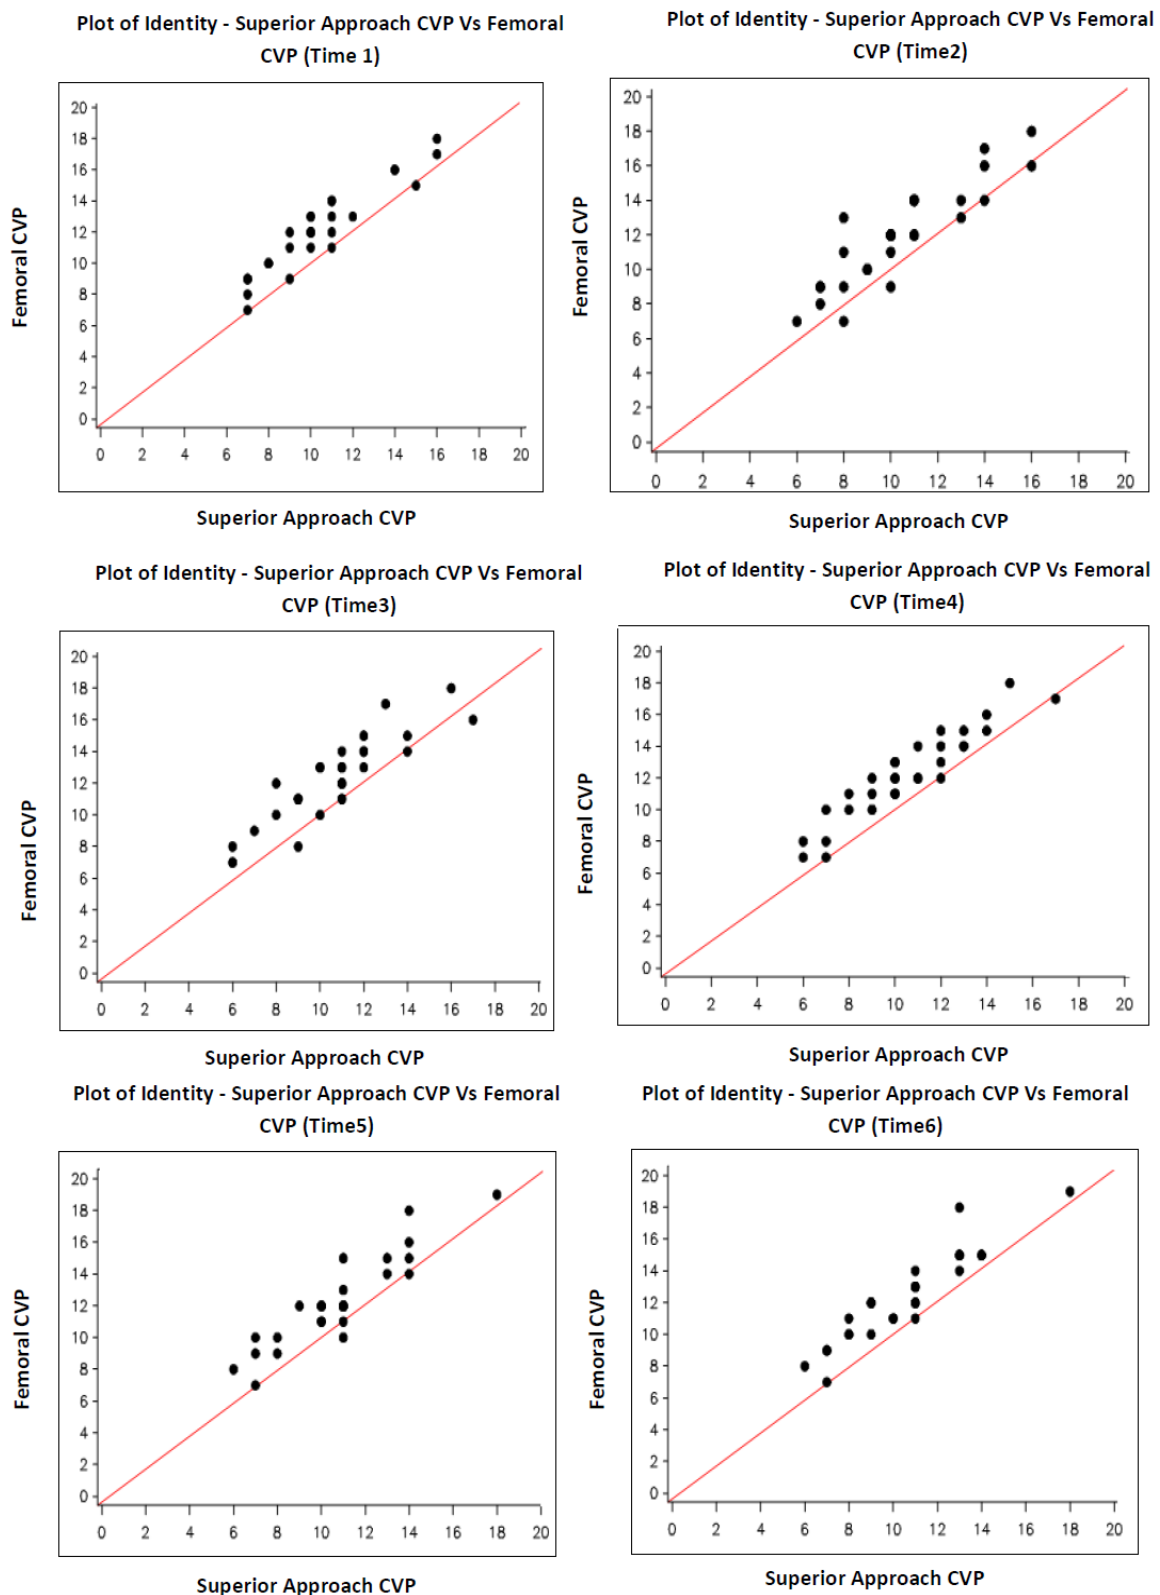 Plot of Identity - Superior Approach CVP Vs Femoral
CVP (Time 1)
20
18
16
14
12
10
8
6
4
2
0
Femoral CVP
0 2 4 6 8 10 12 14 16 18 20
Superior Approach CVP
Plot of Identity - Superior Approach CVP Vs Femoral
CVP (Time2)
20
18
16
14
12
10
8
6
4
2
0
Femoral CVP
0 2 4 6 8 10 12 14 16 18 20
Superior Approach CVP
Plot of Identity - Superior Approach CVP Vs Femoral
CVP (Time3)
20
18
16
14
12
10
8
6
4
2
0
Femoral CVP
0 2 4 6 8 10 12 14 16 18 20
Superior Approach CVP
Plot of Identity - Superior Approach CVP Vs Femoral
CVP (Time4)
20
18
16
14
12
10
8
6
4
2
0
Femoral CVP
0 2 4 6 8 10 12 14 16 18 20
Superior Approach CVP
Plot of Identity - Superior Approach CVP Vs Femoral
CVP (Time5)
20
18
16
14
12
10
8
6
4
2
0
Femoral CVP
0 2 4 6 8 10 12 14 16 18 20
Superior Approach CVP
Plot of Identity - Superior Approach CVP Vs Femoral
CVP (Time6)
20
18
16
14
12
10
8
6
4
2
0
Femoral CVP
0 2 4 6 8 10 12 14 16 18 20
Superior Approach CVP